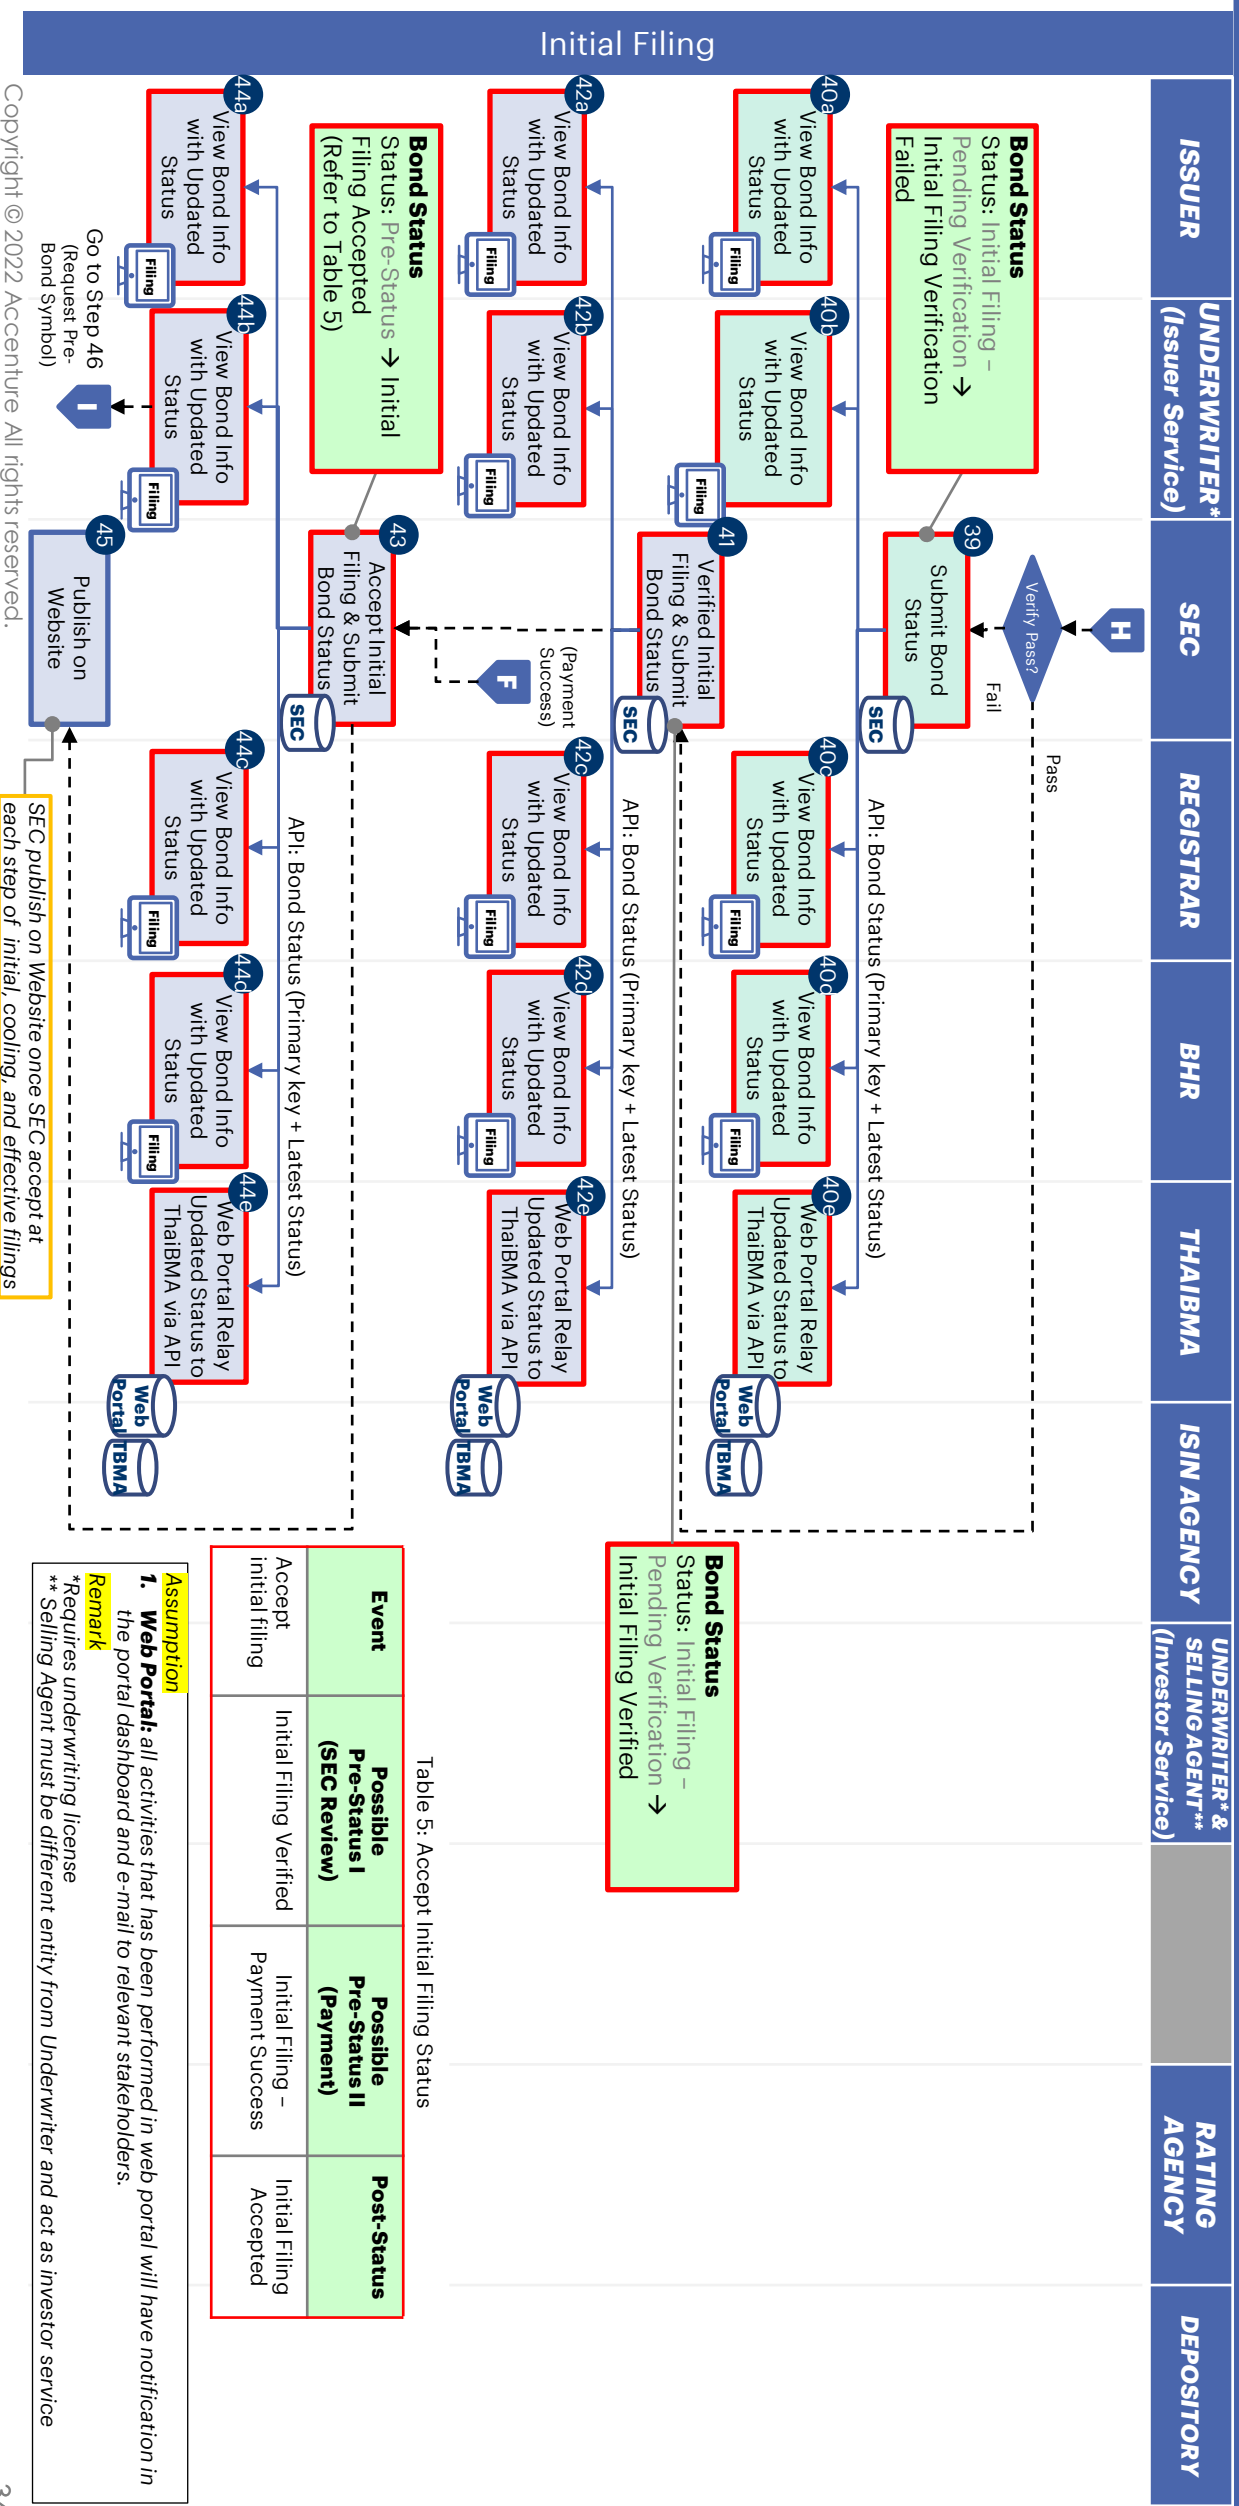 Initial Filing
ISSUER
UNDERWRITER*
(Issuer Service)
SEC
REGISTRAR
BHR
THAIBMA
ISIN AGENCY
UNDERWRITER* &
SELLING AGENT**
(Investor Service)
RATING
AGENCY
DEPOSITORY
H
Verify Pass?
Fail
Pass
Bond Status
Status: Initial Filing –
Pending Verification →
Initial Filing Verification
Failed
39
Submit Bond
Status
SEC
API: Bond Status (Primary key + Latest Status)
40a
View Bond Info
with Updated
Status
Filing
40b
View Bond Info
with Updated
Status
Filing
40c
View Bond Info
with Updated
Status
Filing
40d
View Bond Info
with Updated
Status
Filing
40e
Web Portal Relay
Updated Status to
ThaiBMA via API
Web
Portal
TBMA
41
Verified Initial
Filing & Submit
Bond Status
SEC
Bond Status
Status: Initial Filing –
Pending Verification →
Initial Filing Verified
API: Bond Status (Primary key + Latest Status)
42a
View Bond Info
with Updated
Status
Filing
42b
View Bond Info
with Updated
Status
Filing
42c
View Bond Info
with Updated
Status
Filing
42d
View Bond Info
with Updated
Status
Filing
42e
Web Portal Relay
Updated Status to
ThaiBMA via API
Web
Portal
TBMA
(Payment
Success)
F
Bond Status
Status: Pre-Status → Initial
Filing Accepted
(Refer to Table 5)
43
Accept Initial
Filing & Submit
Bond Status
SEC
API: Bond Status (Primary key + Latest Status)
44a
View Bond Info
with Updated
Status
Filing
44b
View Bond Info
with Updated
Status
Filing
44c
View Bond Info
with Updated
Status
Filing
44d
View Bond Info
with Updated
Status
Filing
44e
Web Portal Relay
Updated Status to
ThaiBMA via API
Web
Portal
TBMA
Go to Step 46
(Request Pre-
Bond Symbol)
I
45
Publish on
Website
SEC publish on Website once SEC accept at
each step of initial, cooling, and effective filings
Table 5: Accept Initial Filing Status
Event
Possible
Pre-Status I
(SEC Review)
Possible
Pre-Status II
(Payment)
Post-Status
Accept
initial filing
Initial Filing Verified
Initial Filing –
Payment Success
Initial Filing
Accepted
Assumption
1. Web Portal: all activities that has been performed in web portal will have notification in
the portal dashboard and e-mail to relevant stakeholders.
Remark
*Requires underwriting license
** Selling Agent must be different entity from Underwriter and act as investor service
Copyright © 2022 Accenture All rights reserved.